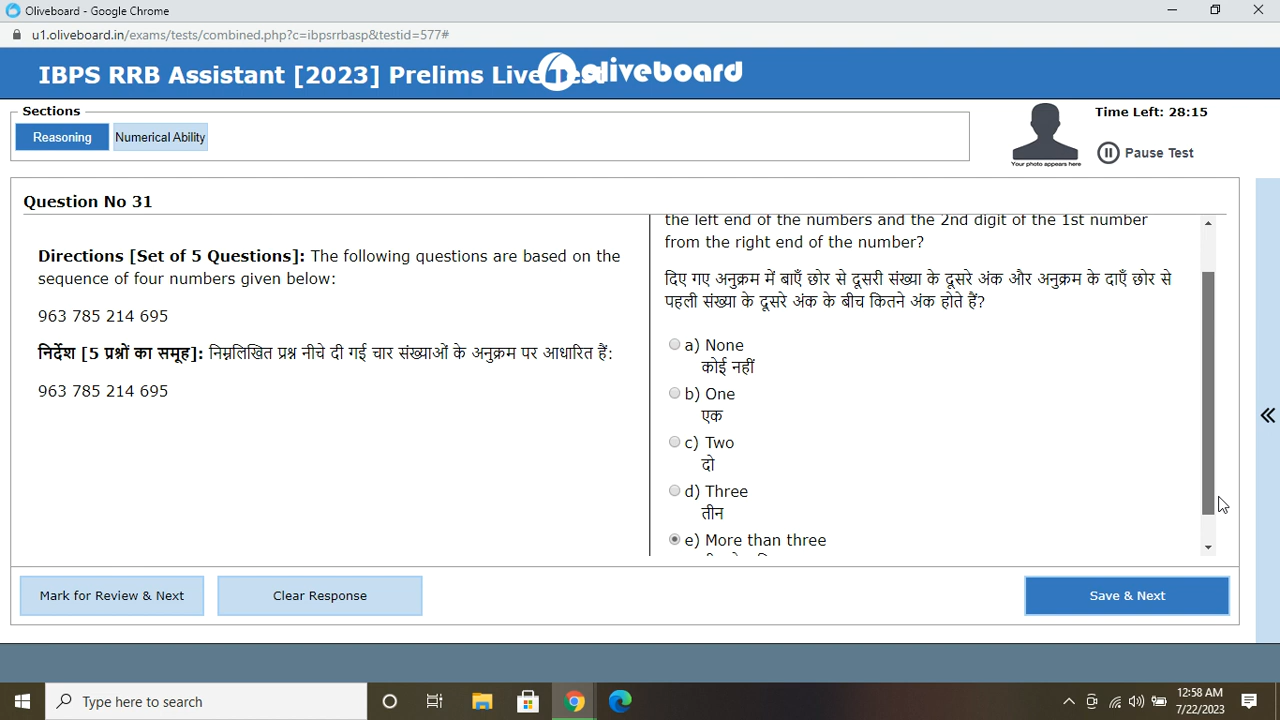 Oliveboard - Google Chrome
u1.oliveboard.in/exams/tests/combined.php?c=ibpsrrbasp&testid=577#
IBPS RRB Assistant [2023] Prelims Live
oliveboard
Sections
Reasoning
Numerical Ability
Your photo appears here
Time Left: 28:15
Pause Test
Question No 31
Directions [Set of 5 Questions]: The following questions are based on the
sequence of four numbers given below:
963 785 214 695
निर्देश [5 प्रश्नों का समूह]: निम्नलिखित प्रश्न नीचे दी गई चार संख्याओं के अनुक्रम पर आधारित हैं:
963 785 214 695
the left end of the numbers and the 2nd digit of the 1st number
from the right end of the number?
दिए गए अनुक्रम में बाएँ छोर से दूसरी संख्या के दूसरे अंक और अनुक्रम के दाएँ छोर से
पहली संख्या के दूसरे अंक के बीच कितने अंक होते हैं?
a) None
कोई नहीं
b) One
एक
c) Two
दो
d) Three
तीन
e) More than three
Mark for Review & Next
Clear Response
Save & Next
Type here to search
12:58 AM
7/22/2023